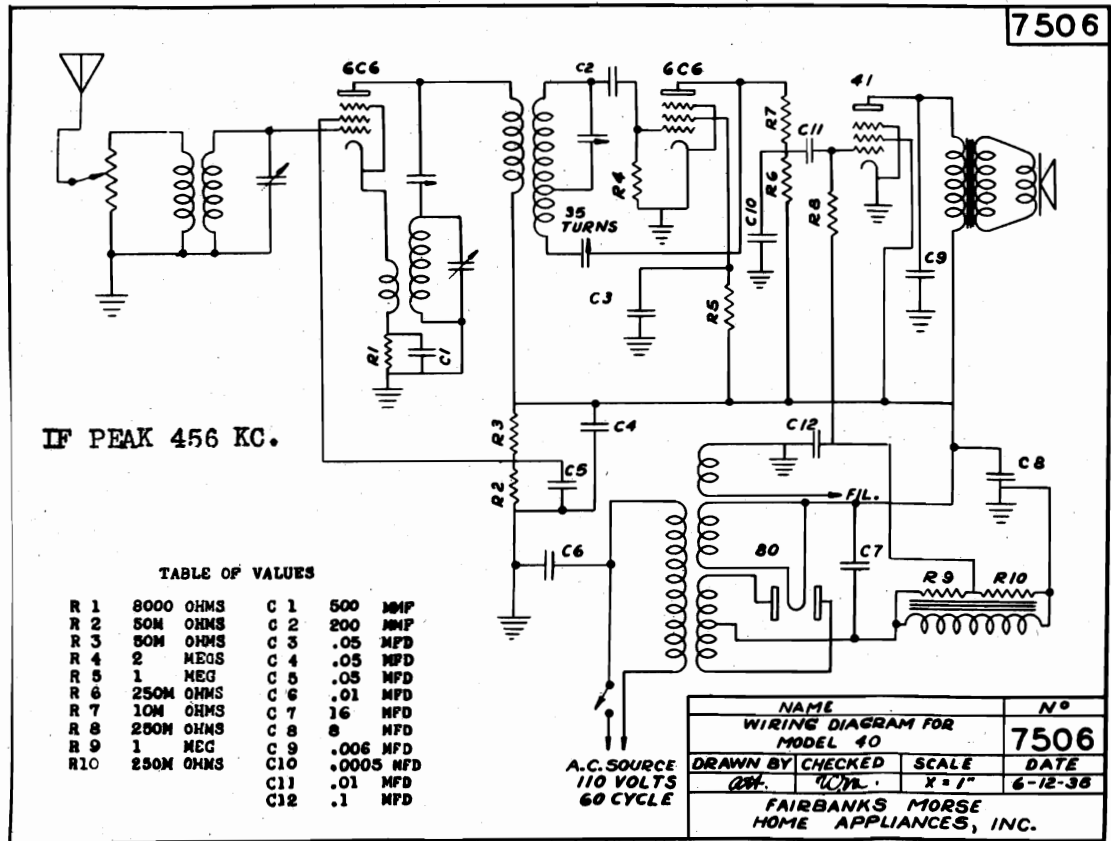 7506
6C6
C2
6C6
41
R7
C11
R4
R6
R8
C10
35
TURNS
C9
C3
R5
R1
C1
IF PEAK 456 KC.
R3
C4
C12
C5
R2
C8
FIL.
C6
80
C7
R9
R10
TABLE OF VALUES
R 1 8000 OHMS C 1 500 MMF
R 2 50M OHMS C 2 200 MMF
R 3 50M OHMS C 3 .05 MFD
R 4 2 MEGS C 4 .05 MFD
R 5 1 MEG C 5 .05 MFD
R 6 250M OHMS C 6 .01 MFD
R 7 10M OHMS C 7 16 MFD
R 8 250M OHMS C 8 8 MFD
R 9 1 MEG C 9 .006 MFD
R10 250M OHMS C10 .0005 MFD
C11 .01 MFD
C12 .1 MFD
A.C. SOURCE
110 VOLTS
60 CYCLE
NAME Nº
WIRING DIAGRAM FOR
MODEL 40
7506
DRAWN BY CHECKED SCALE DATE
X = 1" 6-12-36
FAIRBANKS MORSE
HOME APPLIANCES, INC.